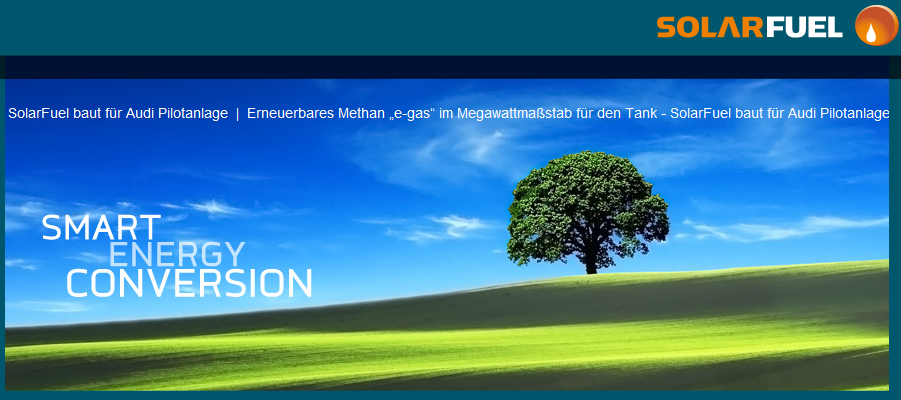 SOLARFUEL
SolarFuel baut für Audi Pilotanlage | Erneuerbares Methan „e-gas“ im Megawattmaßstab für den Tank - SolarFuel baut für Audi Pilotanlage
SMART
ENERGY
CONVERSION